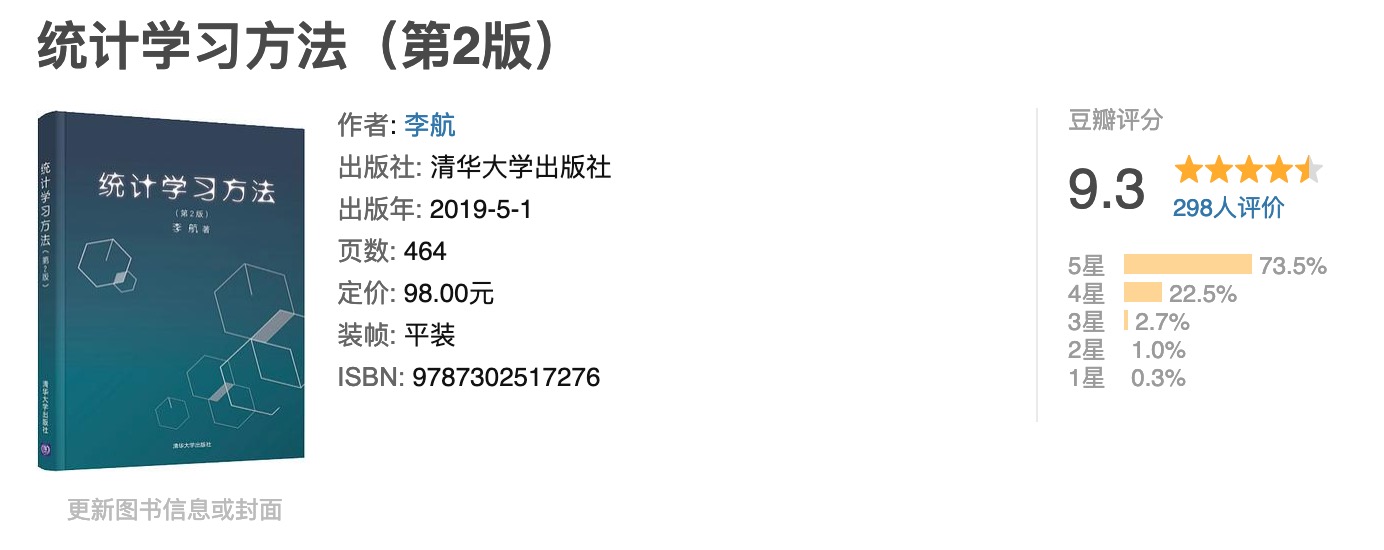 统计学习方法（第2版）
统计学习方法（第2版）
清华大学出版社
统计学习方法
（第2版）
李航 著
清华大学出版社
作者: 李航
出版社: 清华大学出版社
出版年: 2019-5-1
页数: 464
定价: 98.00元
装帧: 平装
ISBN: 9787302517276
更新图书信息或封面
豆瓣评分
9.3
298人评价
5星 73.5%
4星 22.5%
3星 2.7%
2星 1.0%
1星 0.3%